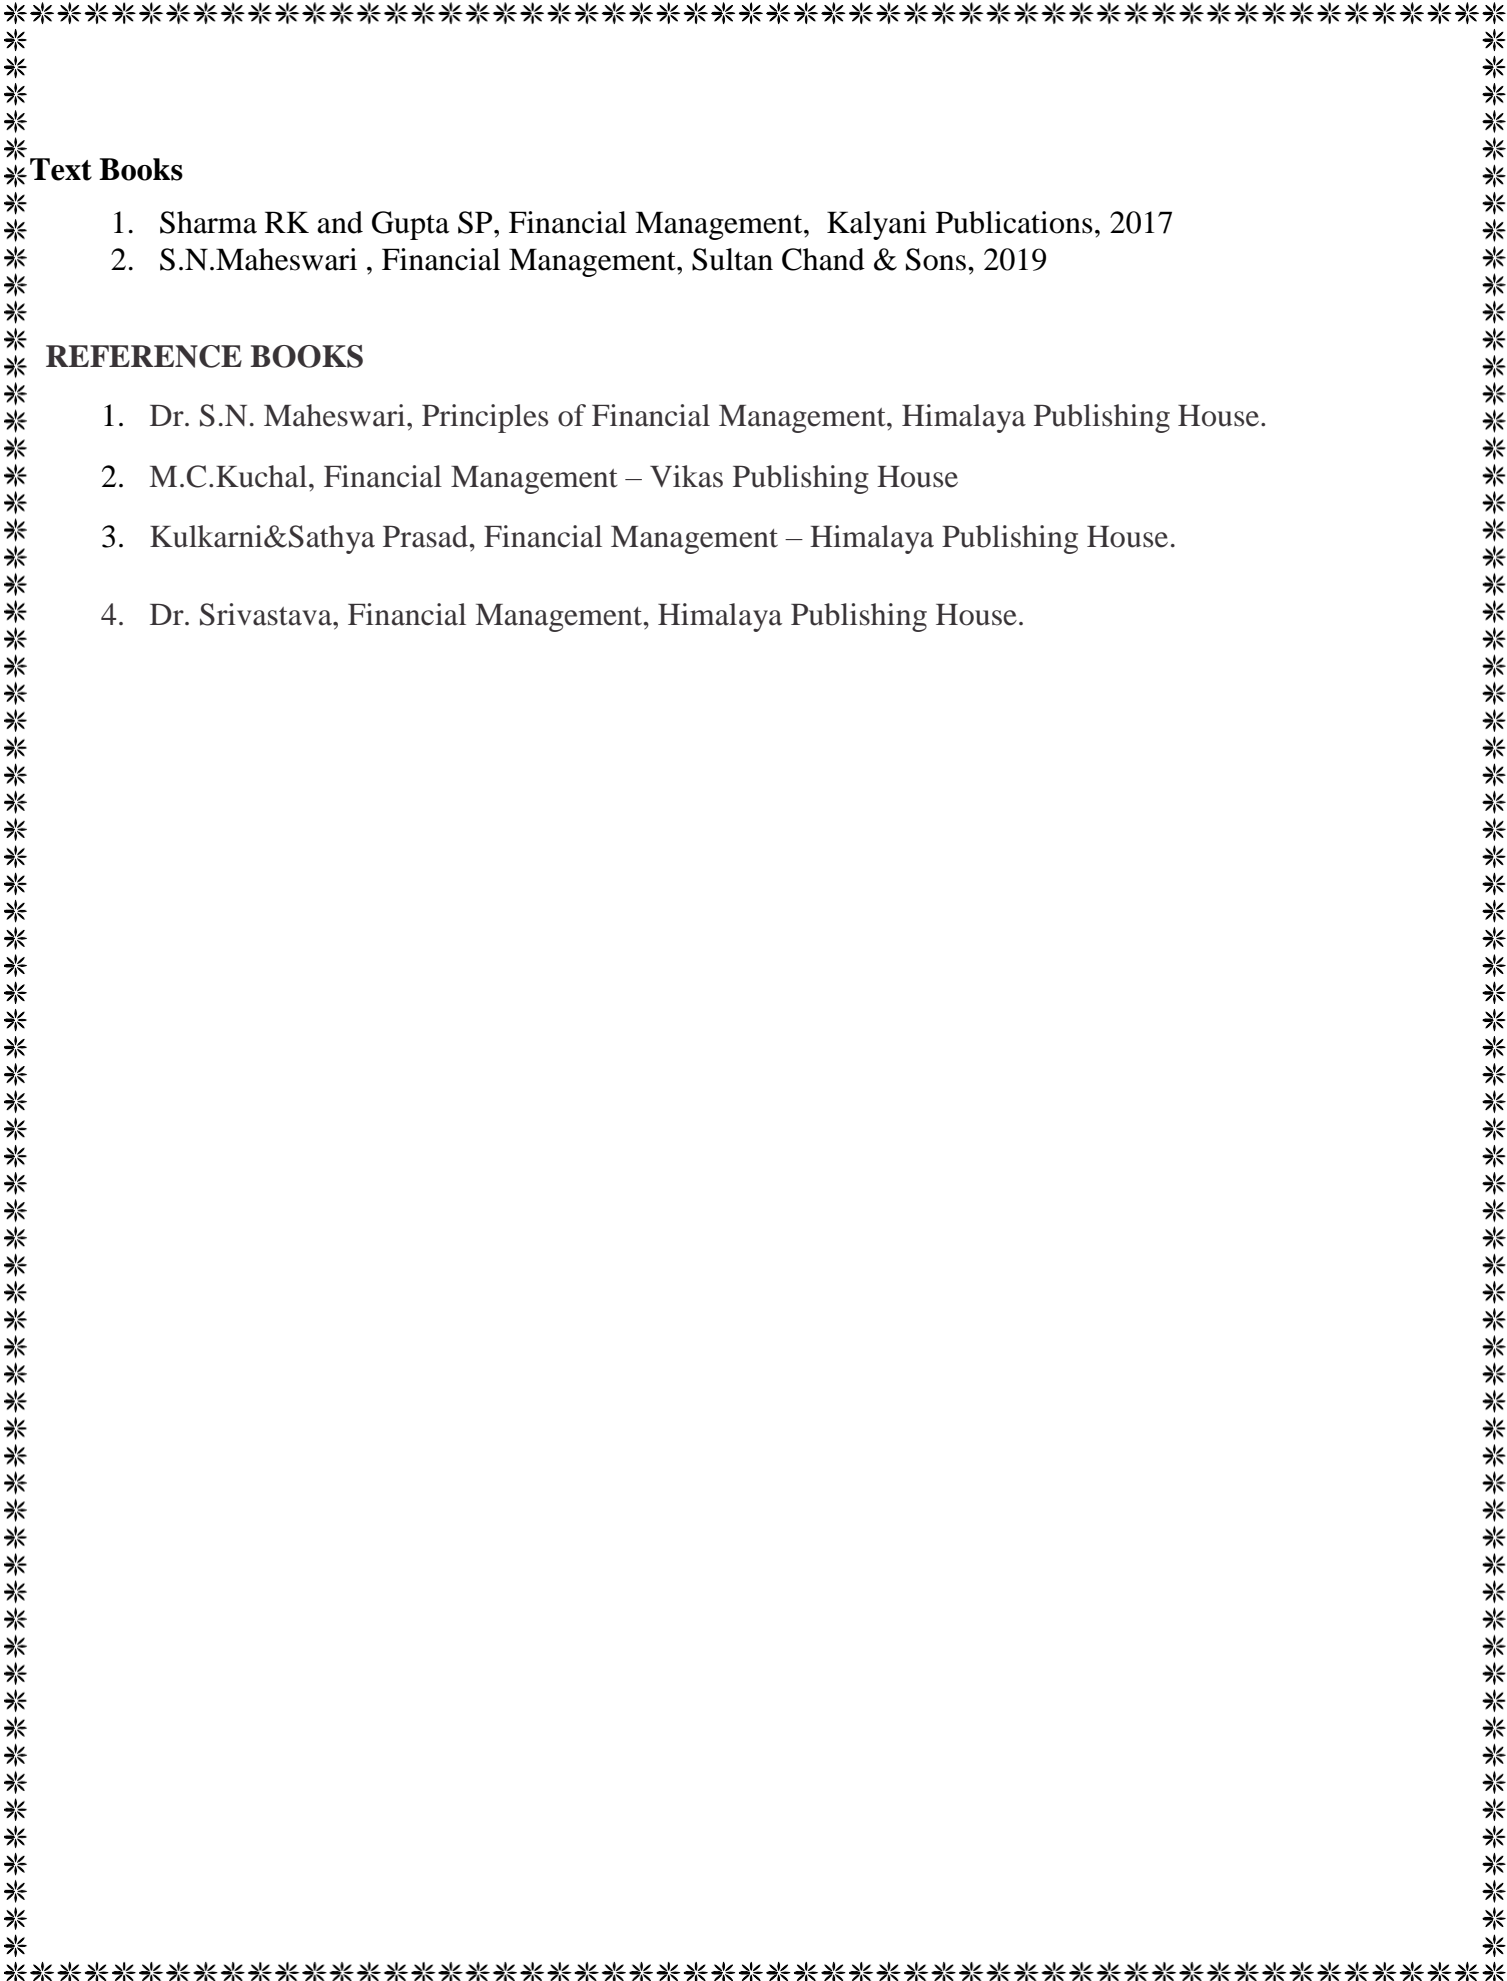 Text Books
1. Sharma RK and Gupta SP, Financial Management, Kalyani Publications, 2017
2. S.N.Maheswari , Financial Management, Sultan Chand & Sons, 2019
REFERENCE BOOKS
1. Dr. S.N. Maheswari, Principles of Financial Management, Himalaya Publishing House.
2. M.C.Kuchal, Financial Management – Vikas Publishing House
3. Kulkarni&Sathya Prasad, Financial Management – Himalaya Publishing House.
4. Dr. Srivastava, Financial Management, Himalaya Publishing House.